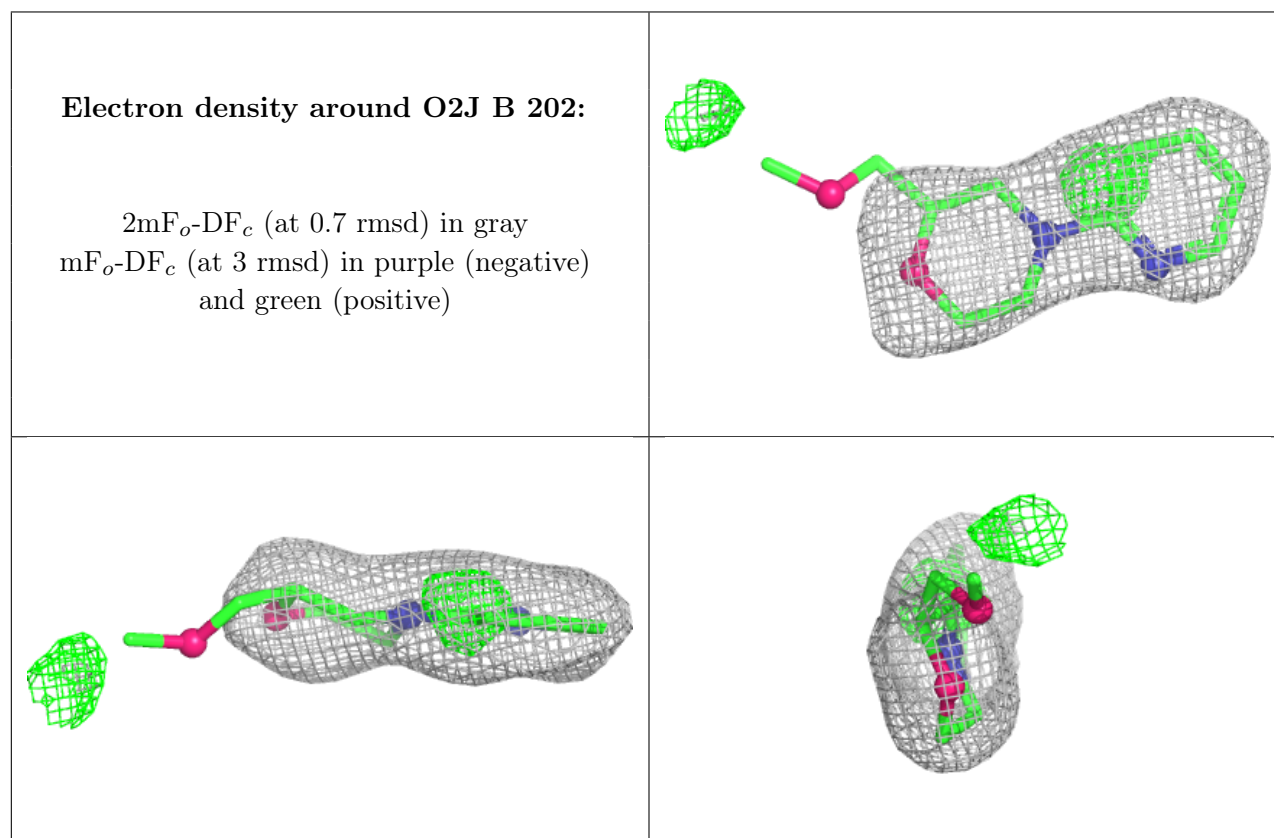 Electron density around O2J B 202:
2mFo-DFc (at 0.7 rmsd) in gray
mFo-DFc (at 3 rmsd) in purple (negative)
and green (positive)